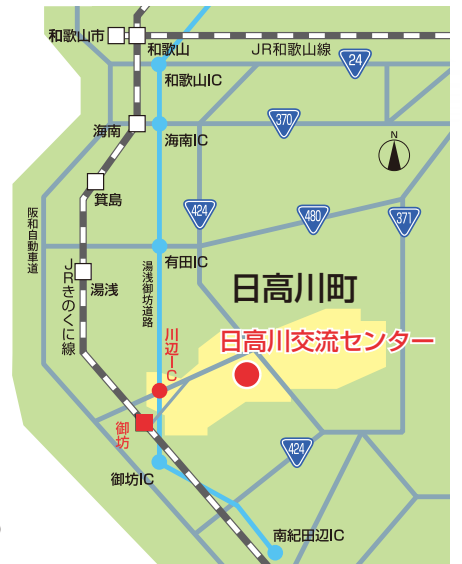 和歌山市
和歌山
JR和歌山線
和歌山IC
24
海南
海南IC
370
N
箕島
424
480
371
阪和自動車道
有田IC
湯浅御坊道路
JRきのくに線
湯浅
日高川町
日高川交流センター
川辺IC
御坊
424
御坊IC
南紀田辺IC